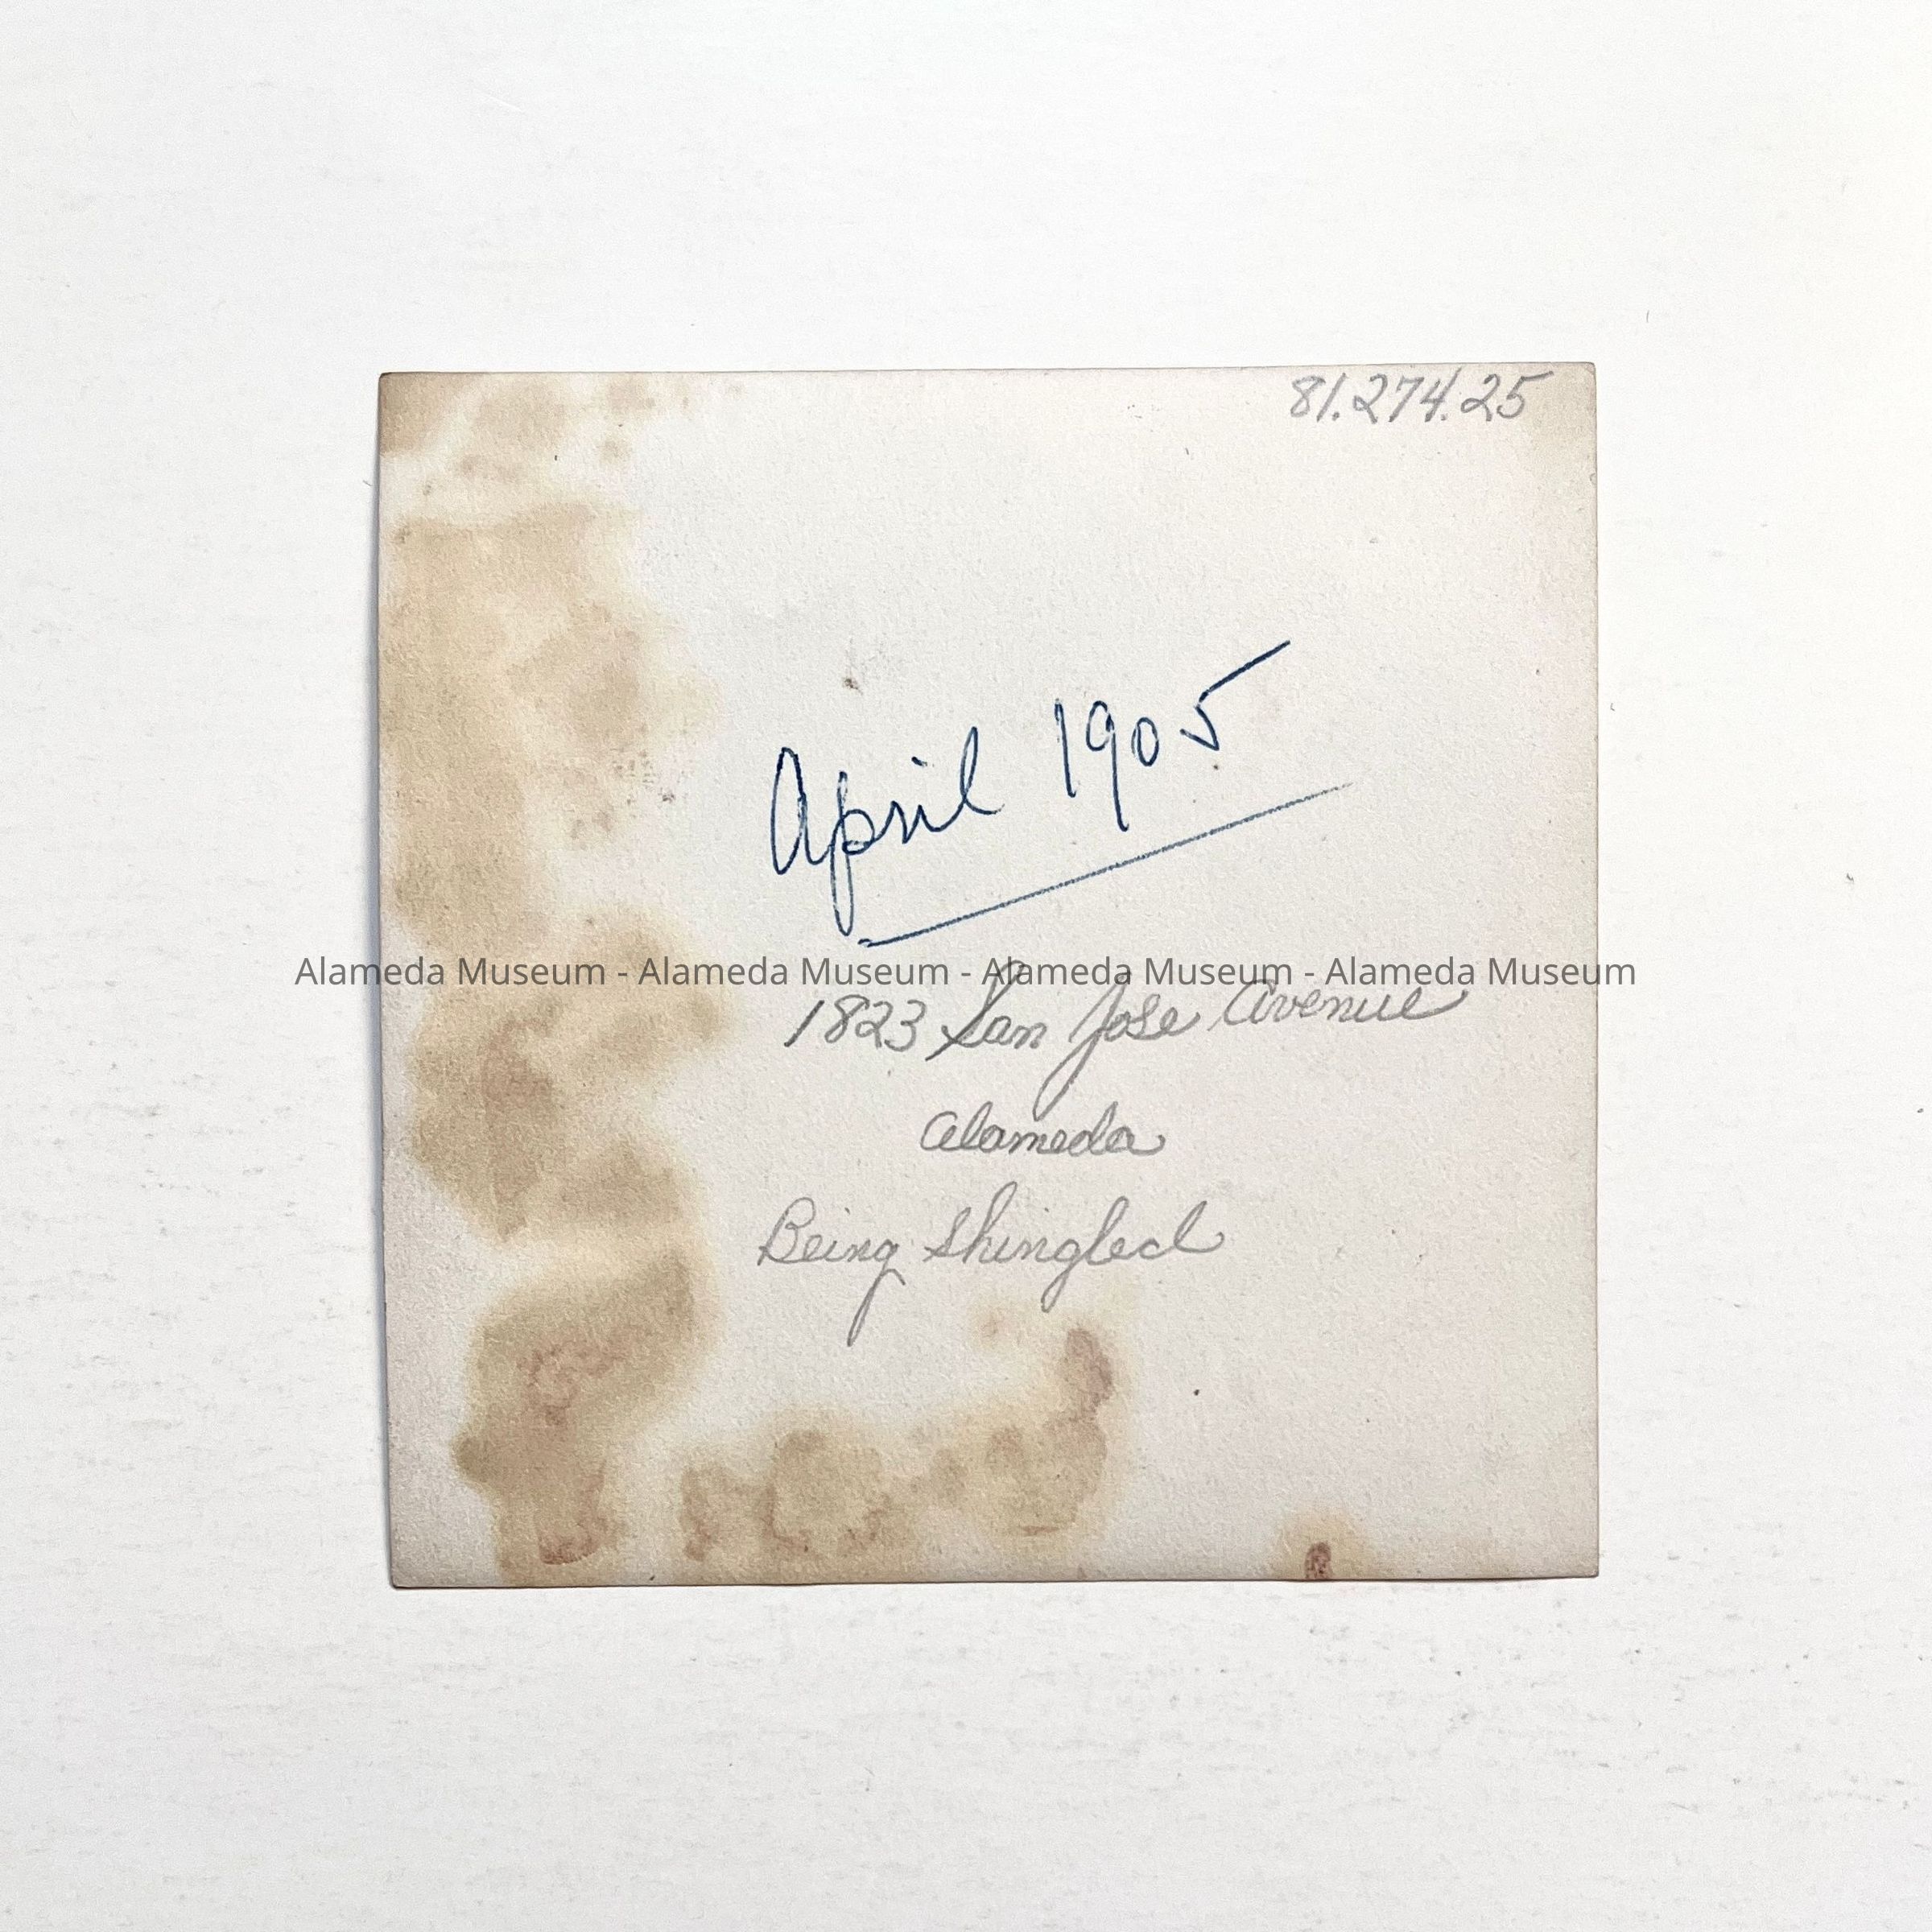 81.274.25
April 1905
Alameda Museum - Alameda Museum - Alameda Museum - Alameda Museum
1823 San Jose Avenue
Alameda
Being Shingled